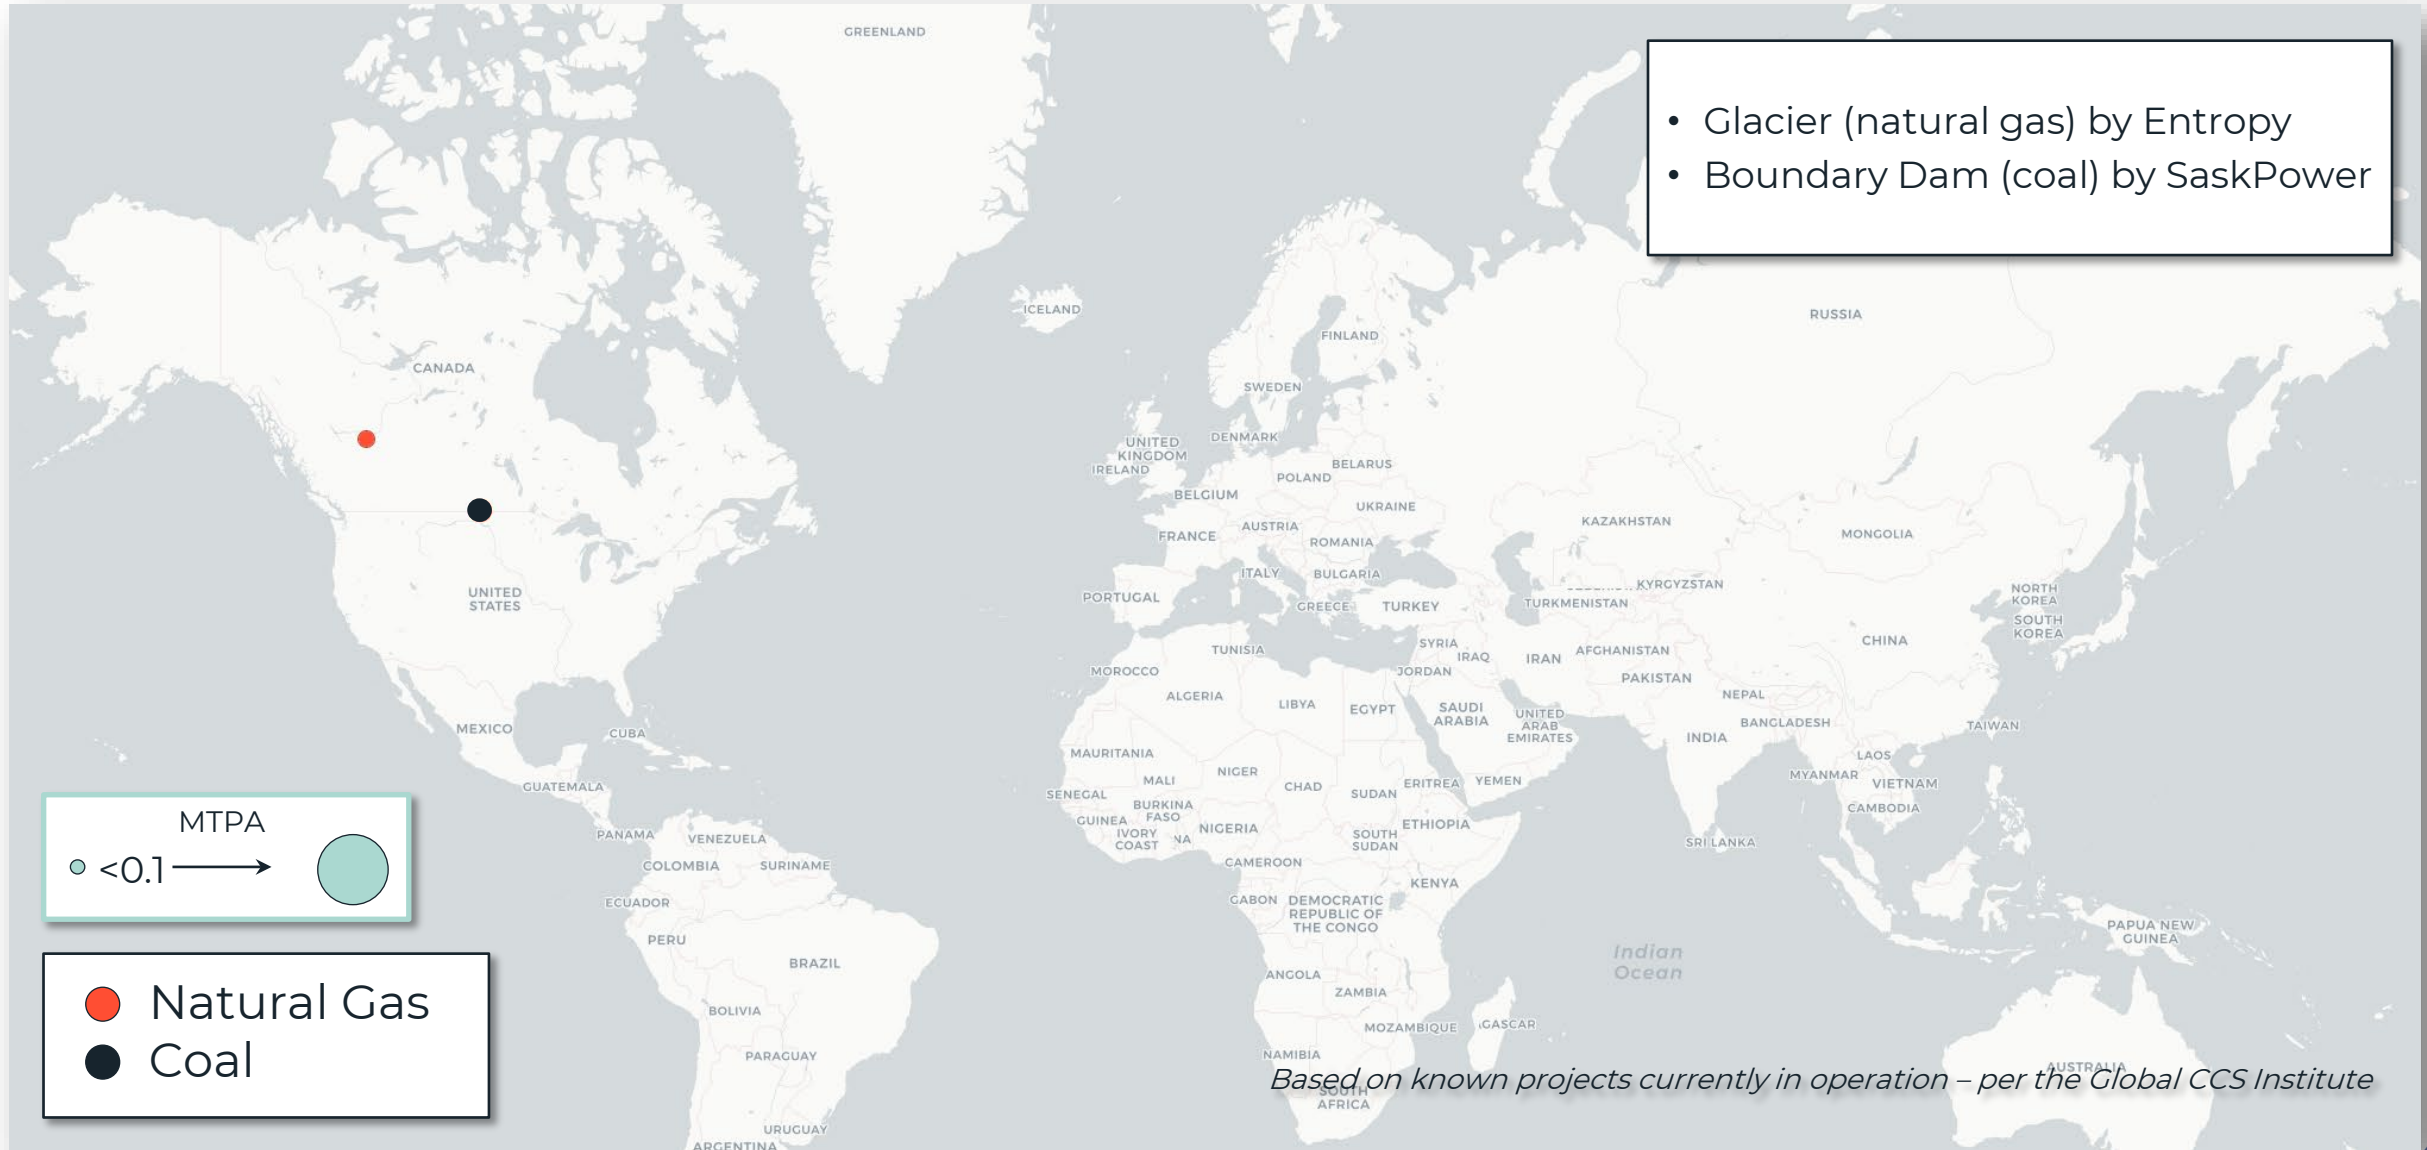 GREENLAND
• Glacier (natural gas) by Entropy
• Boundary Dam (coal) by SaskPower
ICELAND
RUSSIA
FINLAND
CANADA
SWEDEN
DENMARK
UNITED
KINGDOM
IRELAND
BELARUS
POLAND
BELGIUM
UKRAINE
KAZAKHSTAN
AUSTRIA
FRANCE
ROMANIA
MONGOLIA
ITALY
BULGARIA
KYRGYZSTAN
UNITED
STATES
PORTUGAL
GREECE
TURKEY
TURKMENISTAN
NORTH
KOREA
SOUTH
KOREA
CHINA
TUNISIA
SYRIA
IRAQ
IRAN
AFGHANISTAN
MOROCCO
JORDAN
PAKISTAN
ALGERIA
LIBYA
EGYPT
SAUDI
ARABIA
UNITED
ARAB
EMIRATES
NEPAL
BANGLADESH
TAIWAN
MEXICO
CUBA
INDIA
MAURITANIA
LAOS
MALI
NIGER
CHAD
SUDAN
ERITREA
YEMEN
MYANMAR
VIETNAM
GUATEMALA
SENEGAL
BURKINA
FASO
CAMBODIA
GUINEA
IVORY
COAST
NA
NIGERIA
SOUTH
SUDAN
ETHIOPIA
PANAMA
VENEZUELA
SRI LANKA
MTPA
<0.1
COLOMBIA
SURINAME
CAMEROON
KENYA
ECUADOR
GABON
DEMOCRATIC
REPUBLIC OF
THE CONGO
PAPUA NEW
GUINEA
PERU
BRAZIL
Indian
Ocean
ANGOLA
ZAMBIA
Natural Gas
Coal
BOLIVIA
MOZAMBIQUE
GASCAR
PARAGUAY
NAMIBIA
AUSTRALIA
Based on known projects currently in operation – per the Global CCS Institute
SOUTH
AFRICA
URUGUAY
ARGENTINA